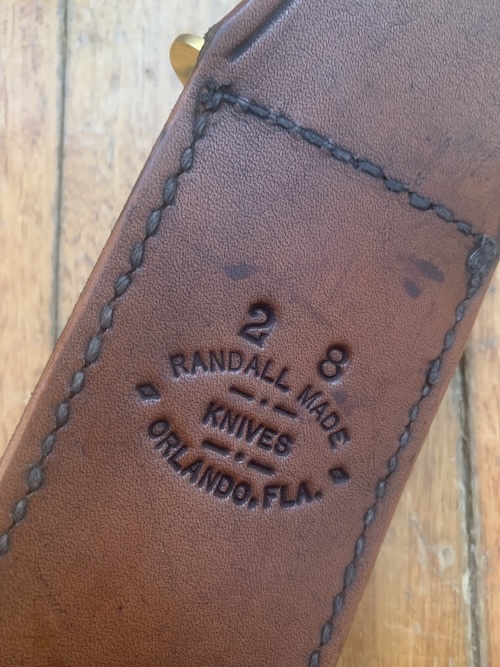 2 8
RANDALL MADE
KNIVES
ORLANDO, FLA.